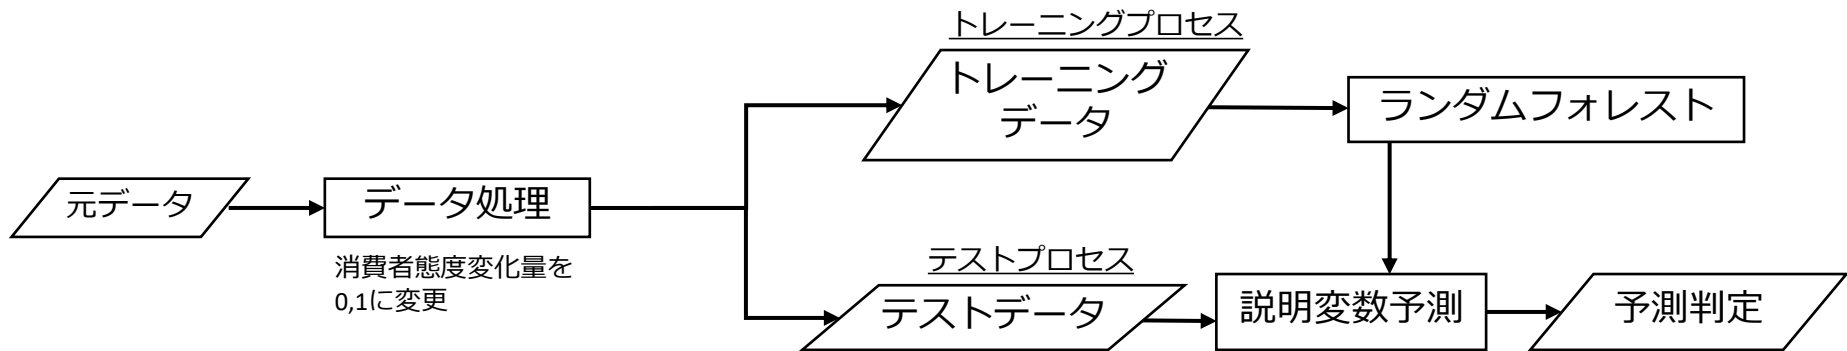 トレーニングプロセス
トレーニング
データ
ランダムフォレスト
元データ
データ処理
消費者態度変化量を
0,1に変更
テストプロセス
テストデータ
説明変数予測
予測判定